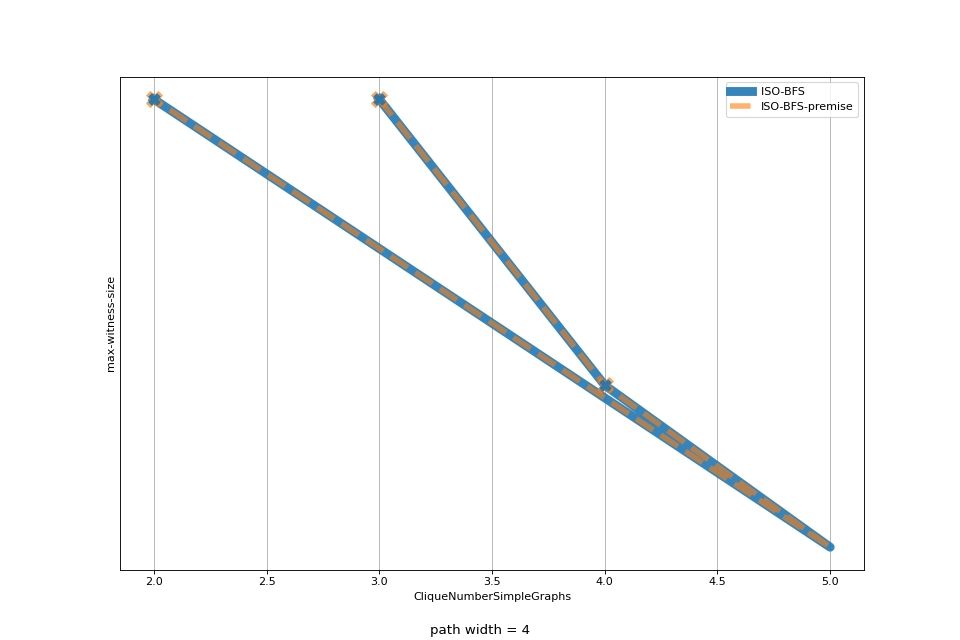 ISO-BFS
ISO-BFS-premise
max-witness-size
2.0 2.5 3.0 3.5 4.0 4.5 5.0
CliqueNumberSimpleGraphs
path width = 4